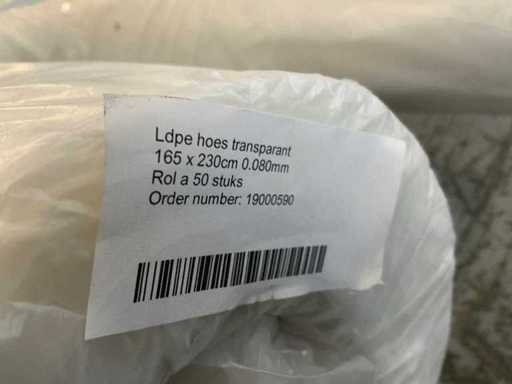 Ldpe hoes transparant
165 x 230cm 0.080mm
Rol a 50 stuks
Order number: 19000590